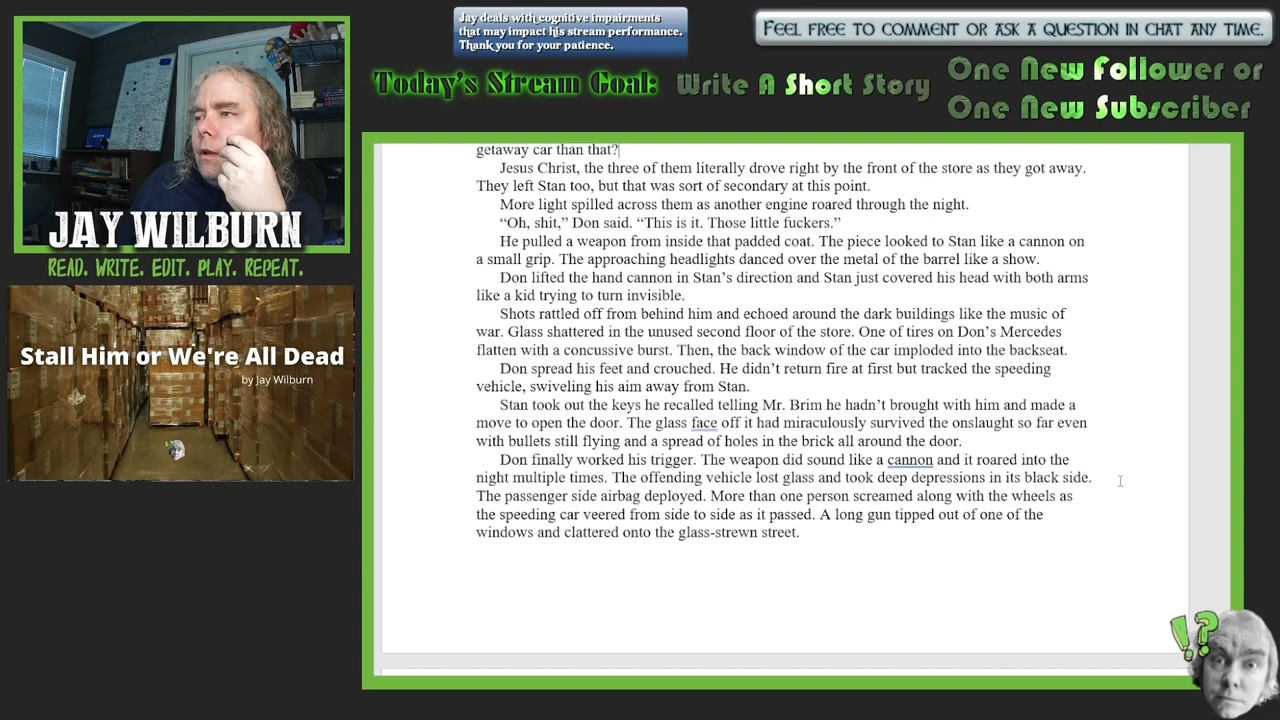 Jay deals with cognitive impairments
that may impact his stream performance.
Thank you for your patience.
Feel free to comment or ask a question in chat any time.
Today's Stream Goal:
Write A Short Story
One New Follower or
One New Subscriber
JAY WILBURN
READ. WRITE. EDIT. PLAY. REPEAT.
Stall Him or We're All Dead
by Jay Wilburn
getaway car than that?
Jesus Christ, the three of them literally drove right by the front of the store as they got away.
They left Stan too, but that was sort of secondary at this point.
More light spilled across them as another engine roared through the night.
“Oh, shit,” Don said. “This is it. Those little fuckers.”
He pulled a weapon from inside that padded coat. The piece looked to Stan like a cannon on
a small grip. The approaching headlights danced over the metal of the barrel like a show.
Don lifted the hand cannon in Stan’s direction and Stan just covered his head with both arms
like a kid trying to turn invisible.
Shots rattled off from behind him and echoed around the dark buildings like the music of
war. Glass shattered in the unused second floor of the store. One of tires on Don’s Mercedes
flatten with a concussive burst. Then, the back window of the car imploded into the backseat.
Don spread his feet and crouched. He didn’t return fire at first but tracked the speeding
vehicle, swiveling his aim away from Stan.
Stan took out the keys he recalled telling Mr. Brim he hadn’t brought with him and made a
move to open the door. The glass face off it had miraculously survived the onslaught so far even
with bullets still flying and a spread of holes in the brick all around the door.
Don finally worked his trigger. The weapon did sound like a cannon and it roared into the
night multiple times. The offending vehicle lost glass and took deep depressions in its black side.
The passenger side airbag deployed. More than one person screamed along with the wheels as
the speeding car veered from side to side as it passed. A long gun tipped out of one of the
windows and clattered onto the glass-strewn street.
!?